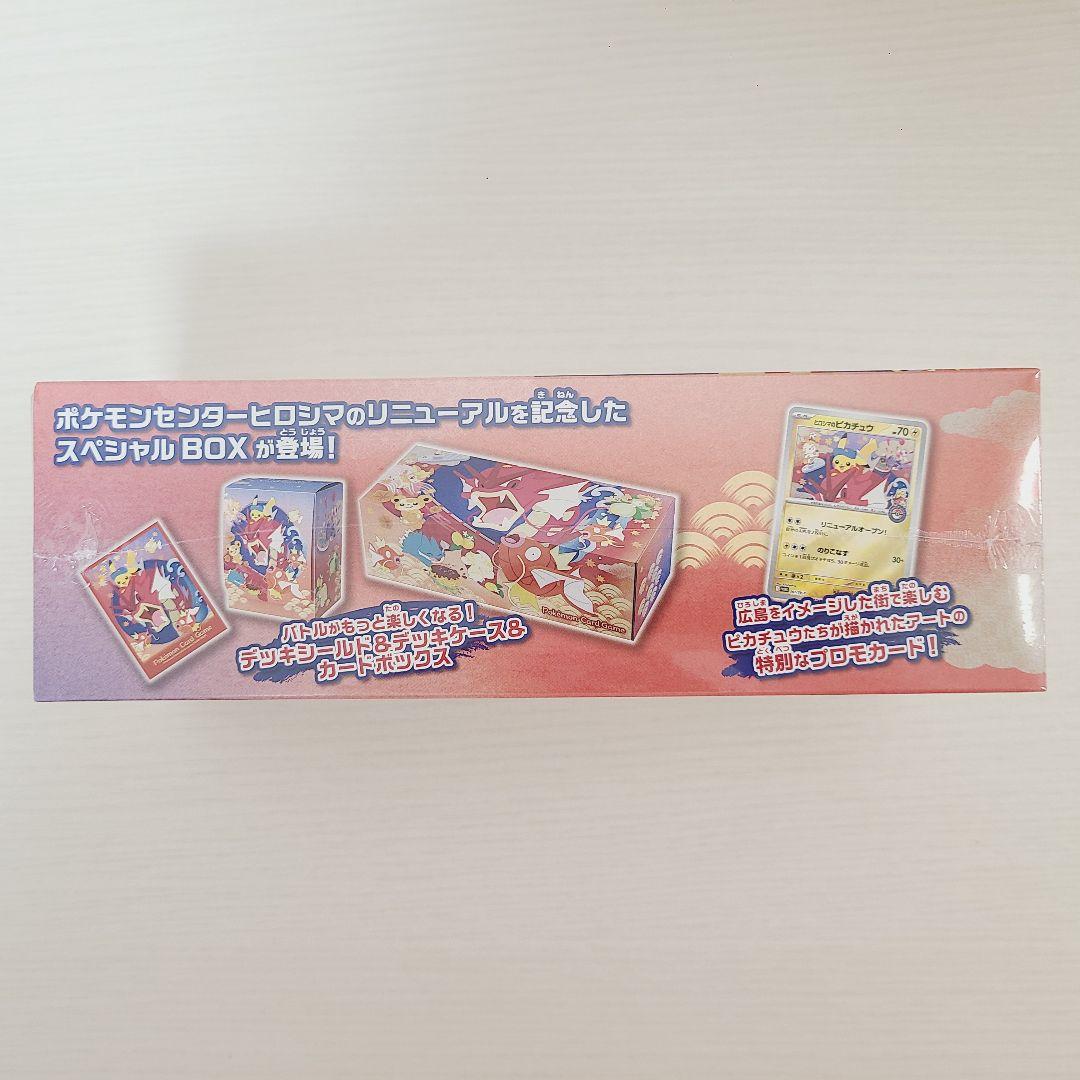 ポケモンセンターヒロシマのリニューアルを記念した
スペシャルBOXが登場!
バトルがもっと楽しくなる!
デッキシールド&デッキケース&
カードボックス
Pokémon Card Game
Pokémon Card Game
ヒロシマのピカチュウ
HP70
リニューアルオープン!
のりこなす
30+
×2
広島をイメージした街で楽しむ
ピカチュウたちが描かれたアートの
特別なプロモカード!